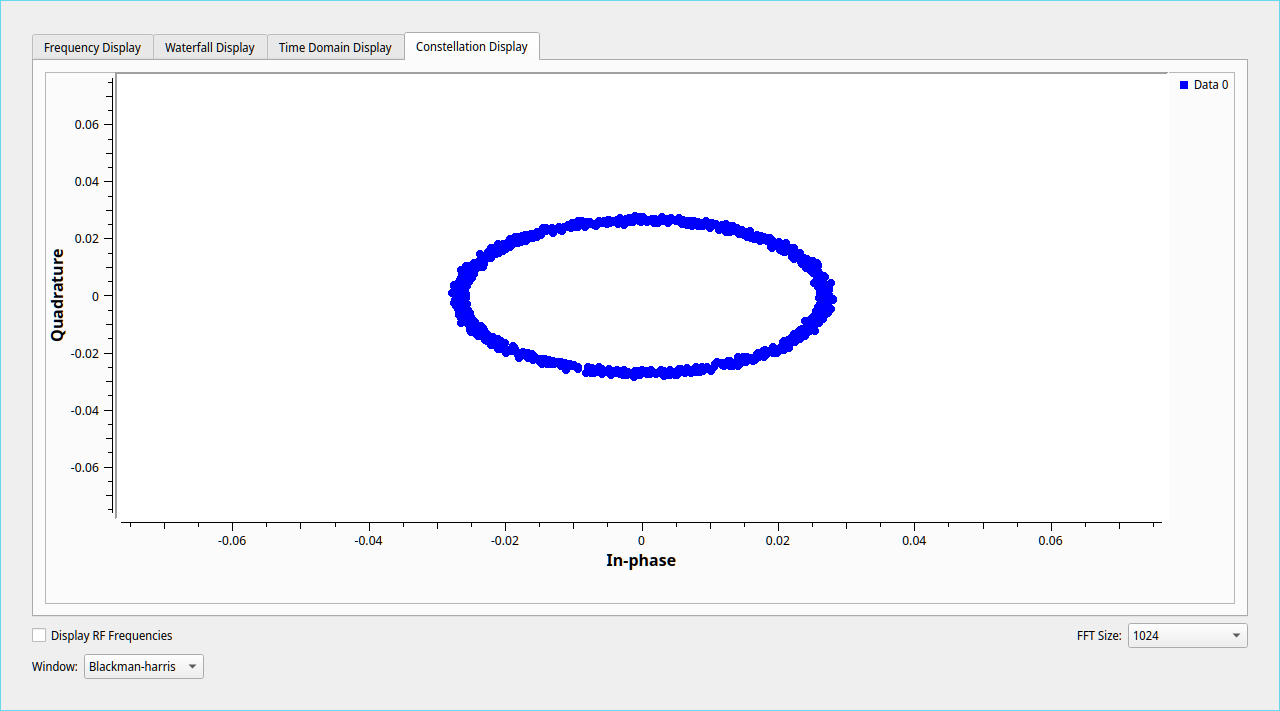 Frequency Display
Waterfall Display
Time Domain Display
Constellation Display
Data 0
Quadrature
0.06
0.04
0.02
0
-0.02
-0.04
-0.06
-0.06
-0.04
-0.02
0
0.02
0.04
0.06
In-phase
Display RF Frequencies
FFT Size:
1024
Window:
Blackman-harris